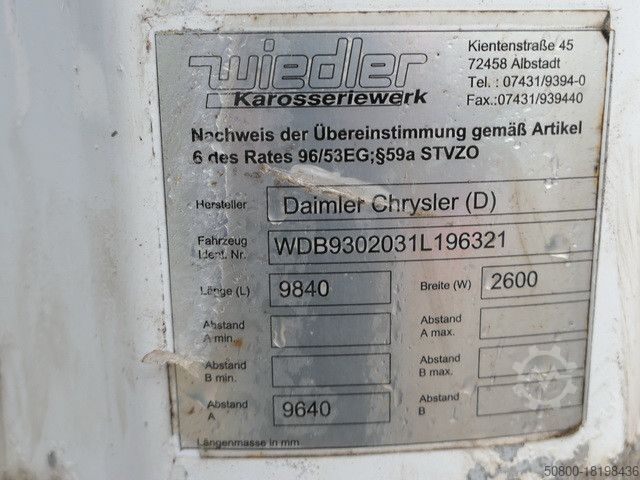 wiedler
Karosseriewerk
Kientenstraße 45
72458 Albstadt
Tel. : 07431/9394-0
Fax.:07431/939440
Nachweis der Übereinstimmung gemäß Artikel
6 des Rates 96/53EG;§59a STVZO
Hersteller Daimler Chrysler (D)
Fahrzeug
Ident. Nr. WDB9302031L196321
Länge (L) 9840 Breite (W) 2600
Abstand
A min.
Abstand
A max.
Abstand
B min.
Abstand
B max.
Abstand
A 9640
Abstand
B
Längenmasse in mm
50800-18198436